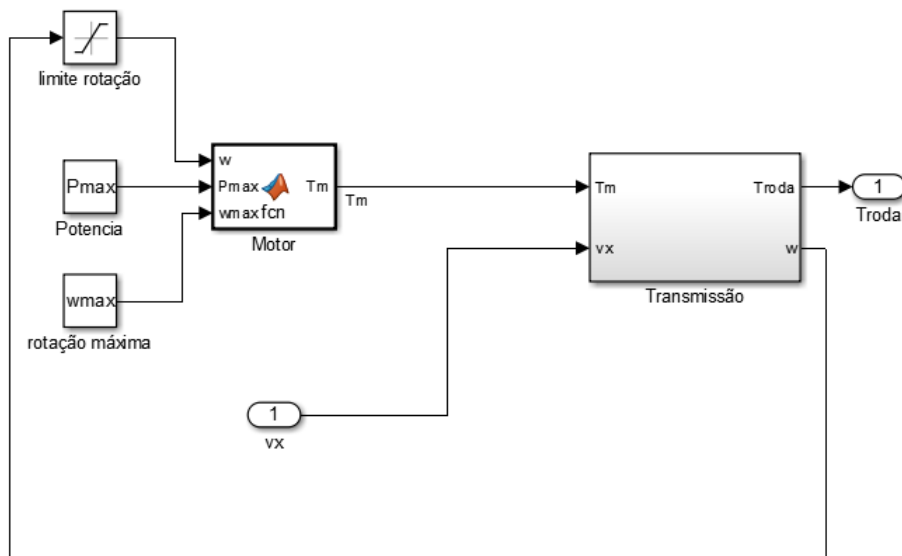 limite rotação
w
Pmax
Pmax
Tm
Tm
Potencia
wmax fcn
Motor
wmax
rotação máxima
Tm
Troda
vx
w
Transmissão
1
Troda
1
vx